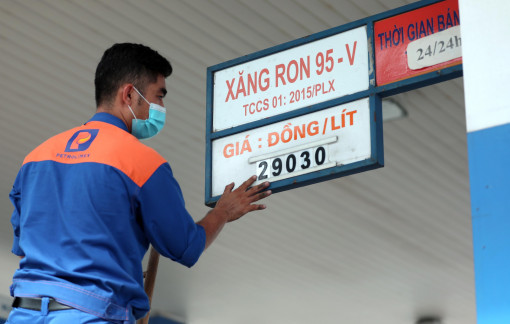 XĂNG RON 95 - V
TCCS 01: 2015/PLX
GIÁ : ĐỒNG/LÍT
29030
THỜI GIAN BÁN
24/24h
P
PETROLIMEX